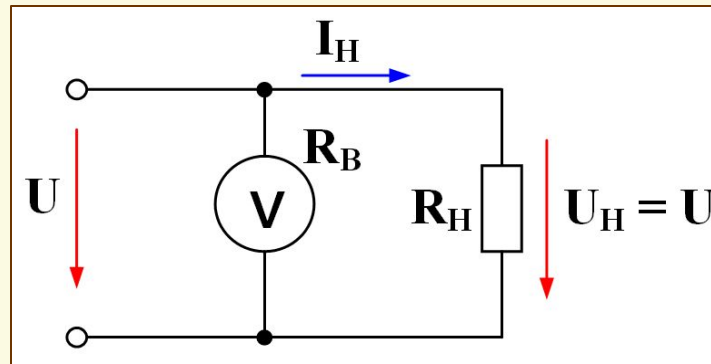 I_H
R_B
U
V
R_H
U_H = U